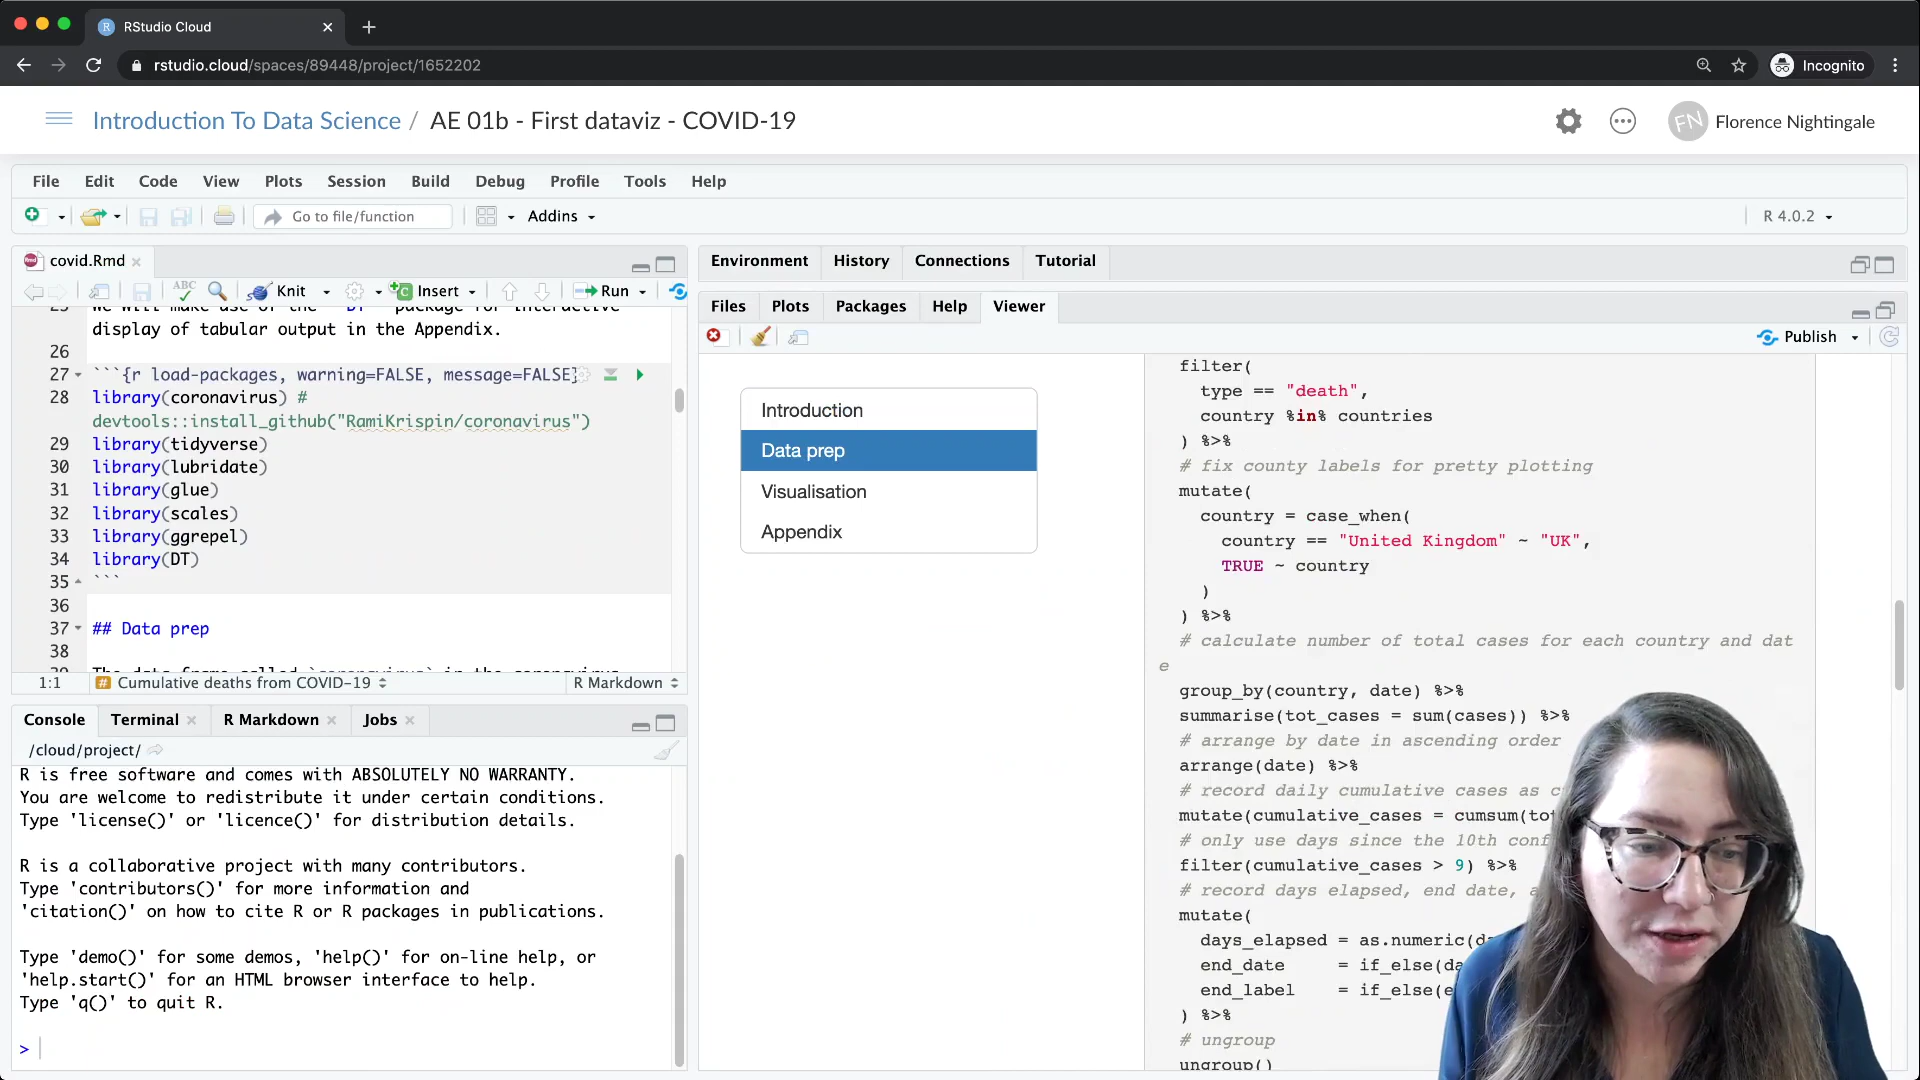 RStudio Cloud
rstudio.cloud/spaces/89448/project/1652202
Incognito
Introduction To Data Science / AE 01b - First dataviz - COVID-19
FN Florence Nightingale
File Edit Code View Plots Session Build Debug Profile Tools Help
Go to file/function
Addins
R 4.0.2
covid.Rmd
ABC
Knit
Insert
Run
display of tabular output in the Appendix.
26
27 ```{r load-packages, warning=FALSE, message=FALSE}
28 library(coronavirus) #
devtools::install_github("RamiKrispin/coronavirus")
29 library(tidyverse)
30 library(lubridate)
31 library(glue)
32 library(scales)
33 library(ggrepel)
34 library(DT)
35 ```
36
37 ## Data prep
38
1:1 # Cumulative deaths from COVID-19 R Markdown
Console Terminal R Markdown Jobs
/cloud/project/
R is free software and comes with ABSOLUTELY NO WARRANTY.
You are welcome to redistribute it under certain conditions.
Type 'license()' or 'licence()' for distribution details.
R is a collaborative project with many contributors.
Type 'contributors()' for more information and
'citation()' on how to cite R or R packages in publications.
Type 'demo()' for some demos, 'help()' for on-line help, or
'help.start()' for an HTML browser interface to help.
Type 'q()' to quit R.
>
Environment History Connections Tutorial
Files Plots Packages Help Viewer
Publish
Introduction
Data prep
Visualisation
Appendix
filter(
type == "death",
country %in% countries
) %>%
# fix county labels for pretty plotting
mutate(
country = case_when(
country == "United Kingdom" ~ "UK",
TRUE ~ country
)
) %>%
# calculate number of total cases for each country and dat
e
group_by(country, date) %>%
summarise(tot_cases = sum(cases)) %>%
# arrange by date in ascending order
arrange(date) %>%
# record daily cumulative cases as c
mutate(cumulative_cases = cumsum(tot
# only use days since the 10th conf
filter(cumulative_cases > 9) %>%
# record days elapsed, end date, a
mutate(
days_elapsed = as.numeric(da
end_date = if_else(da
end_label = if_else(e
) %>%
# ungroup
ungroup()